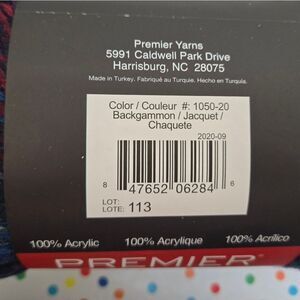 Premier Yarns
5991 Caldwell Park Drive
Harrisburg, NC 28075
Made in Turkey. Fabriqué au Turquie. Hecho en Turquía.
Color / Couleur #: 1050-20
Backgammon / Jacquet /
Chaquete
2020-09
8 47652 06284 6
LOT:
LOTE: 113
100% Acrylic 100% Acrylique 100% Acrílico
PREMIER